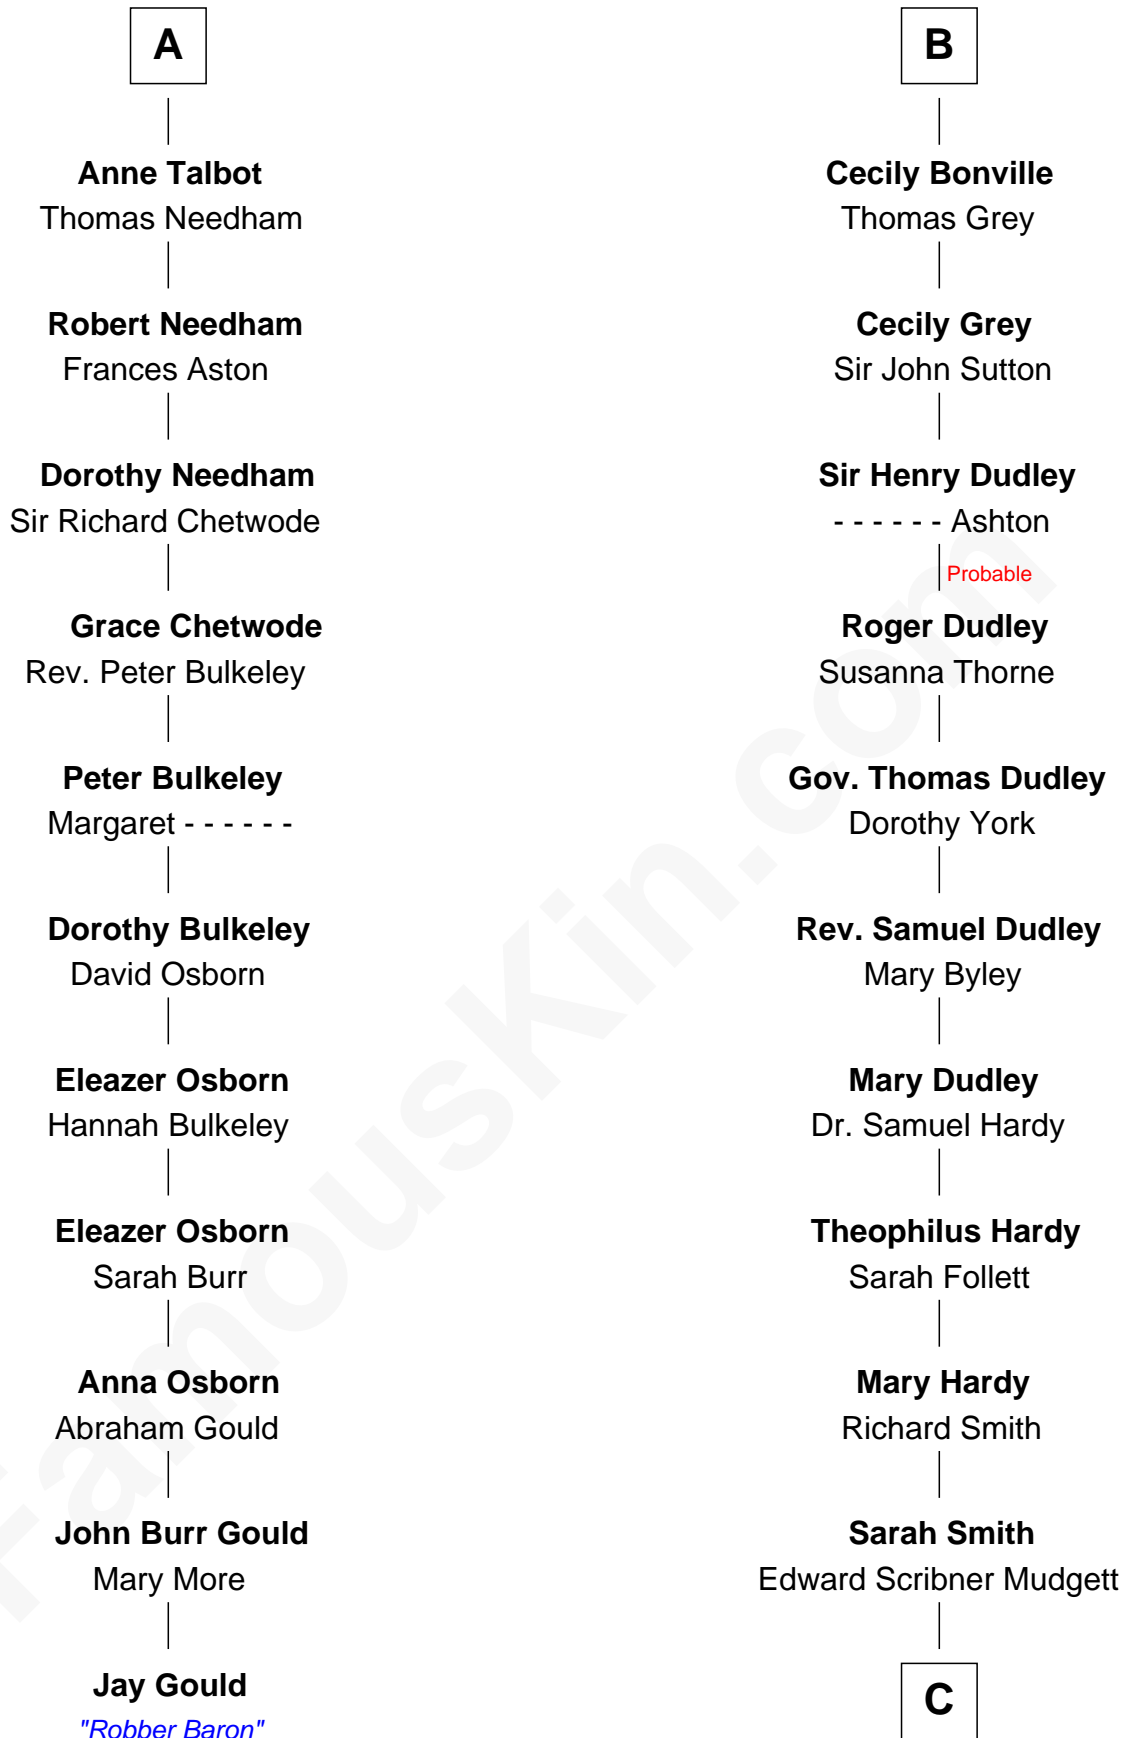 A
Anne Talbot
Thomas Needham
Robert Needham
Frances Aston
Dorothy Needham
Sir Richard Chetwode
Grace Chetwode
Rev. Peter Bulkeley
Peter Bulkeley
Margaret - - - - - -
Dorothy Bulkeley
David Osborn
Eleazer Osborn
Hannah Bulkeley
Eleazer Osborn
Sarah Burr
Anna Osborn
Abraham Gould
John Burr Gould
Mary More
Jay Gould
"Robber Baron"
B
Cecily Bonville
Thomas Grey
Cecily Grey
Sir John Sutton
Sir Henry Dudley
- - - - - - Ashton
Probable
Roger Dudley
Susanna Thorne
Gov. Thomas Dudley
Dorothy York
Rev. Samuel Dudley
Mary Byley
Mary Dudley
Dr. Samuel Hardy
Theophilus Hardy
Sarah Follett
Mary Hardy
Richard Smith
Sarah Smith
Edward Scribner Mudgett
C
FamousKin.com